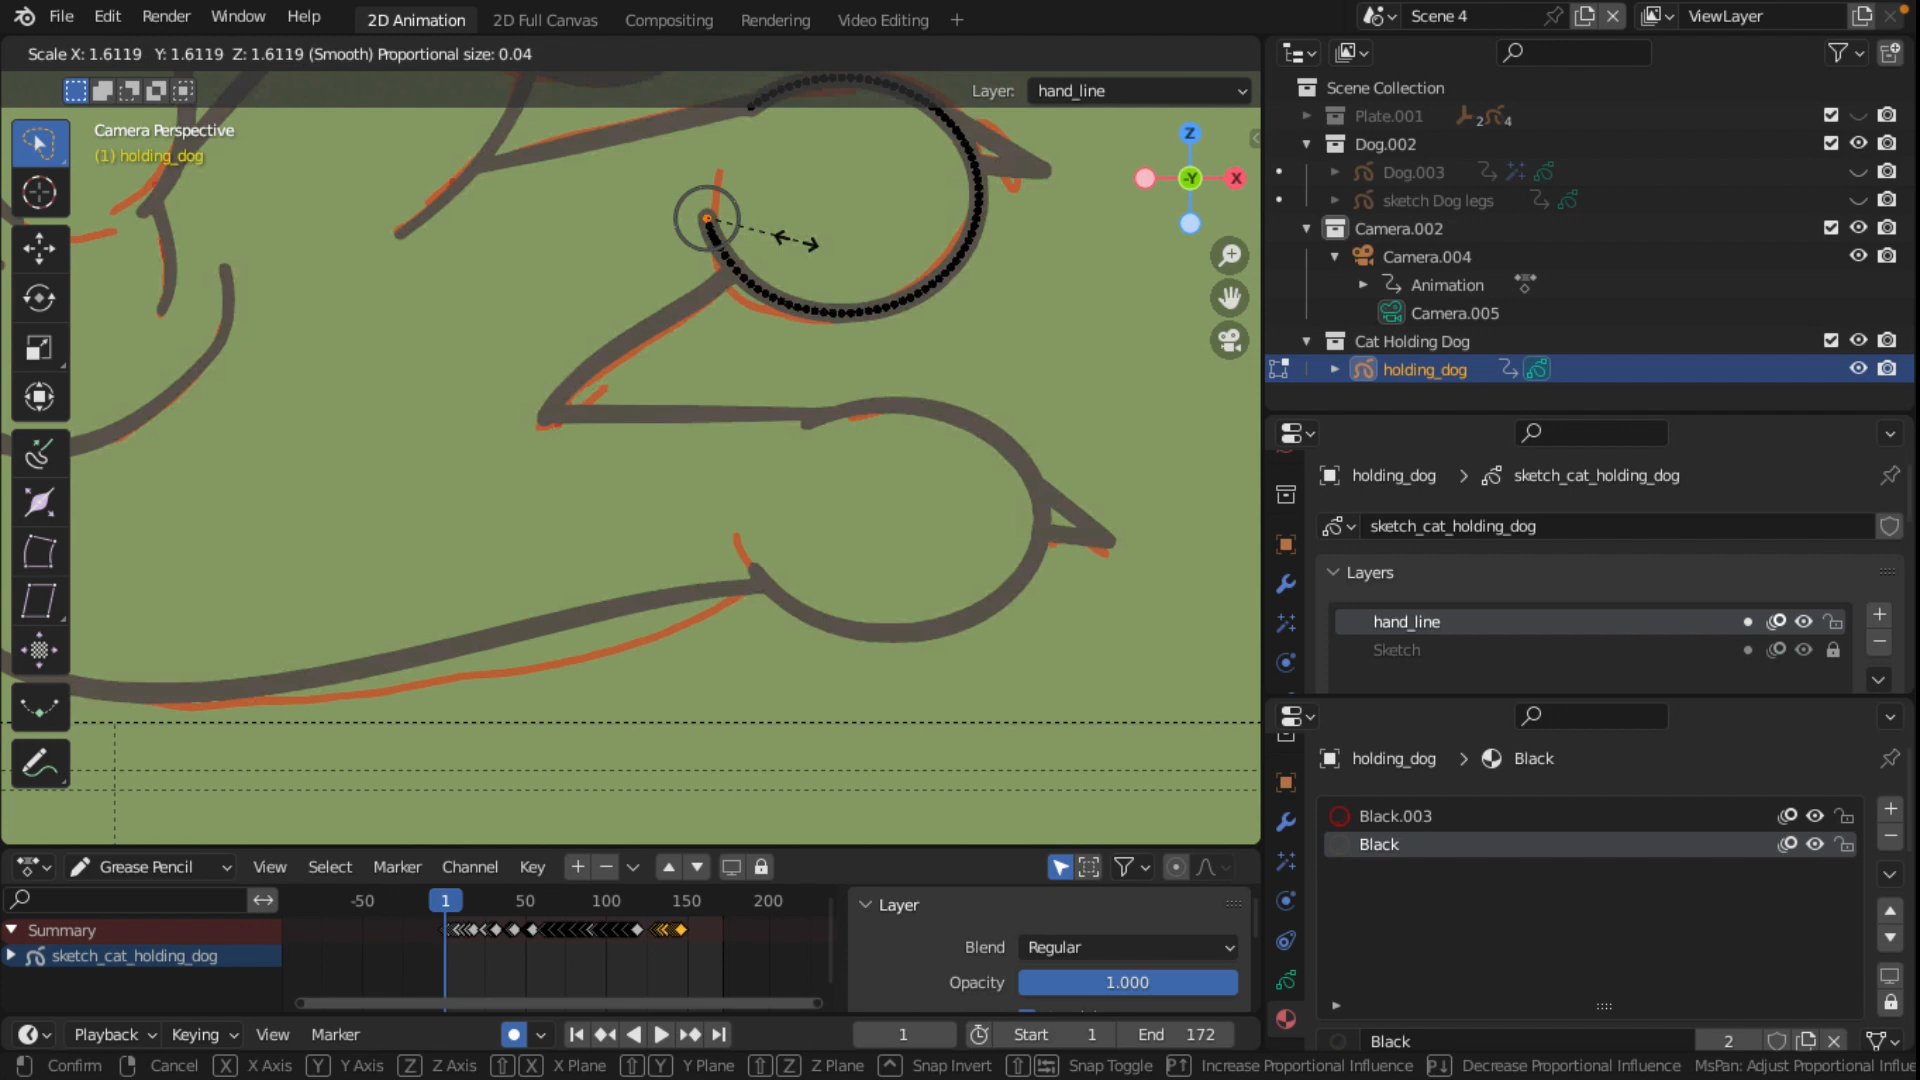 File Edit Render Window Help 2D Animation 2D Full Canvas Compositing Rendering Video Editing + Scene 4 ViewLayer
Scale X: 1.6119 Y: 1.6119 Z: 1.6119 (Smooth) Proportional size: 0.04
Layer: hand_line
Camera Perspective
(1) holding_dog
Z
-Y
X
Scene Collection
Plate.001 2 4
Dog.002
Dog.003
sketch Dog legs
Camera.002
Camera.004
Animation
Camera.005
Cat Holding Dog
holding_dog
holding_dog > sketch_cat_holding_dog
sketch_cat_holding_dog
Layers
hand_line
Sketch
holding_dog > Black
Black.003
Black
Black 2
Grease Pencil View Select Marker Channel Key
-50 1 50 100 150 200
Summary
sketch_cat_holding_dog
Layer
Blend Regular
Opacity 1.000
Playback Keying View Marker 1 Start 1 End 172
Confirm Cancel X X Axis Y Y Axis Z Z Axis X X Plane Y Y Plane Z Z Plane Snap Invert Snap Toggle P↑ Increase Proportional Influence P↓ Decrease Proportional Influence MsPan: Adjust Proportional Influe